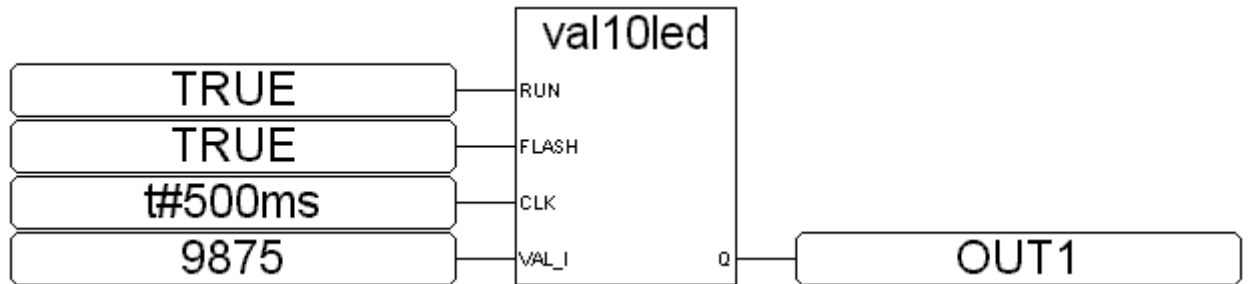 val10led
TRUE RUN
TRUE FLASH
t#500ms CLK
9875 VAL_I Q OUT1